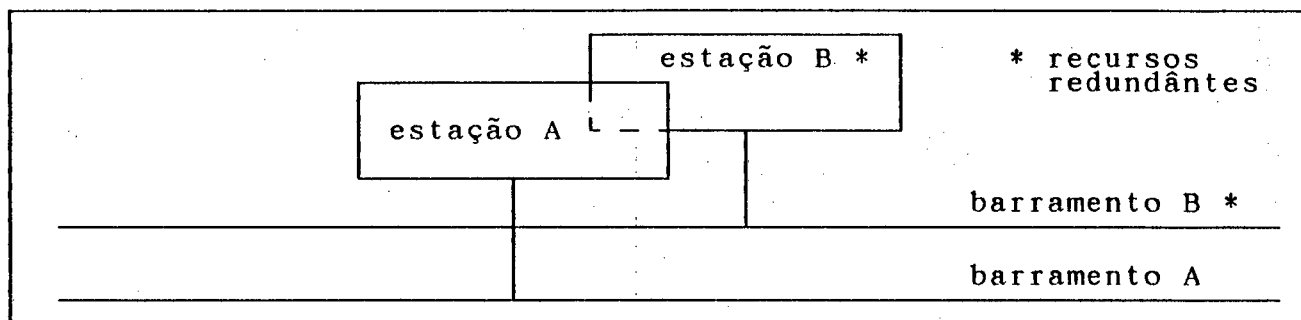 estação B *
* recursos
redundântes
estação A
barramento B *
barramento A